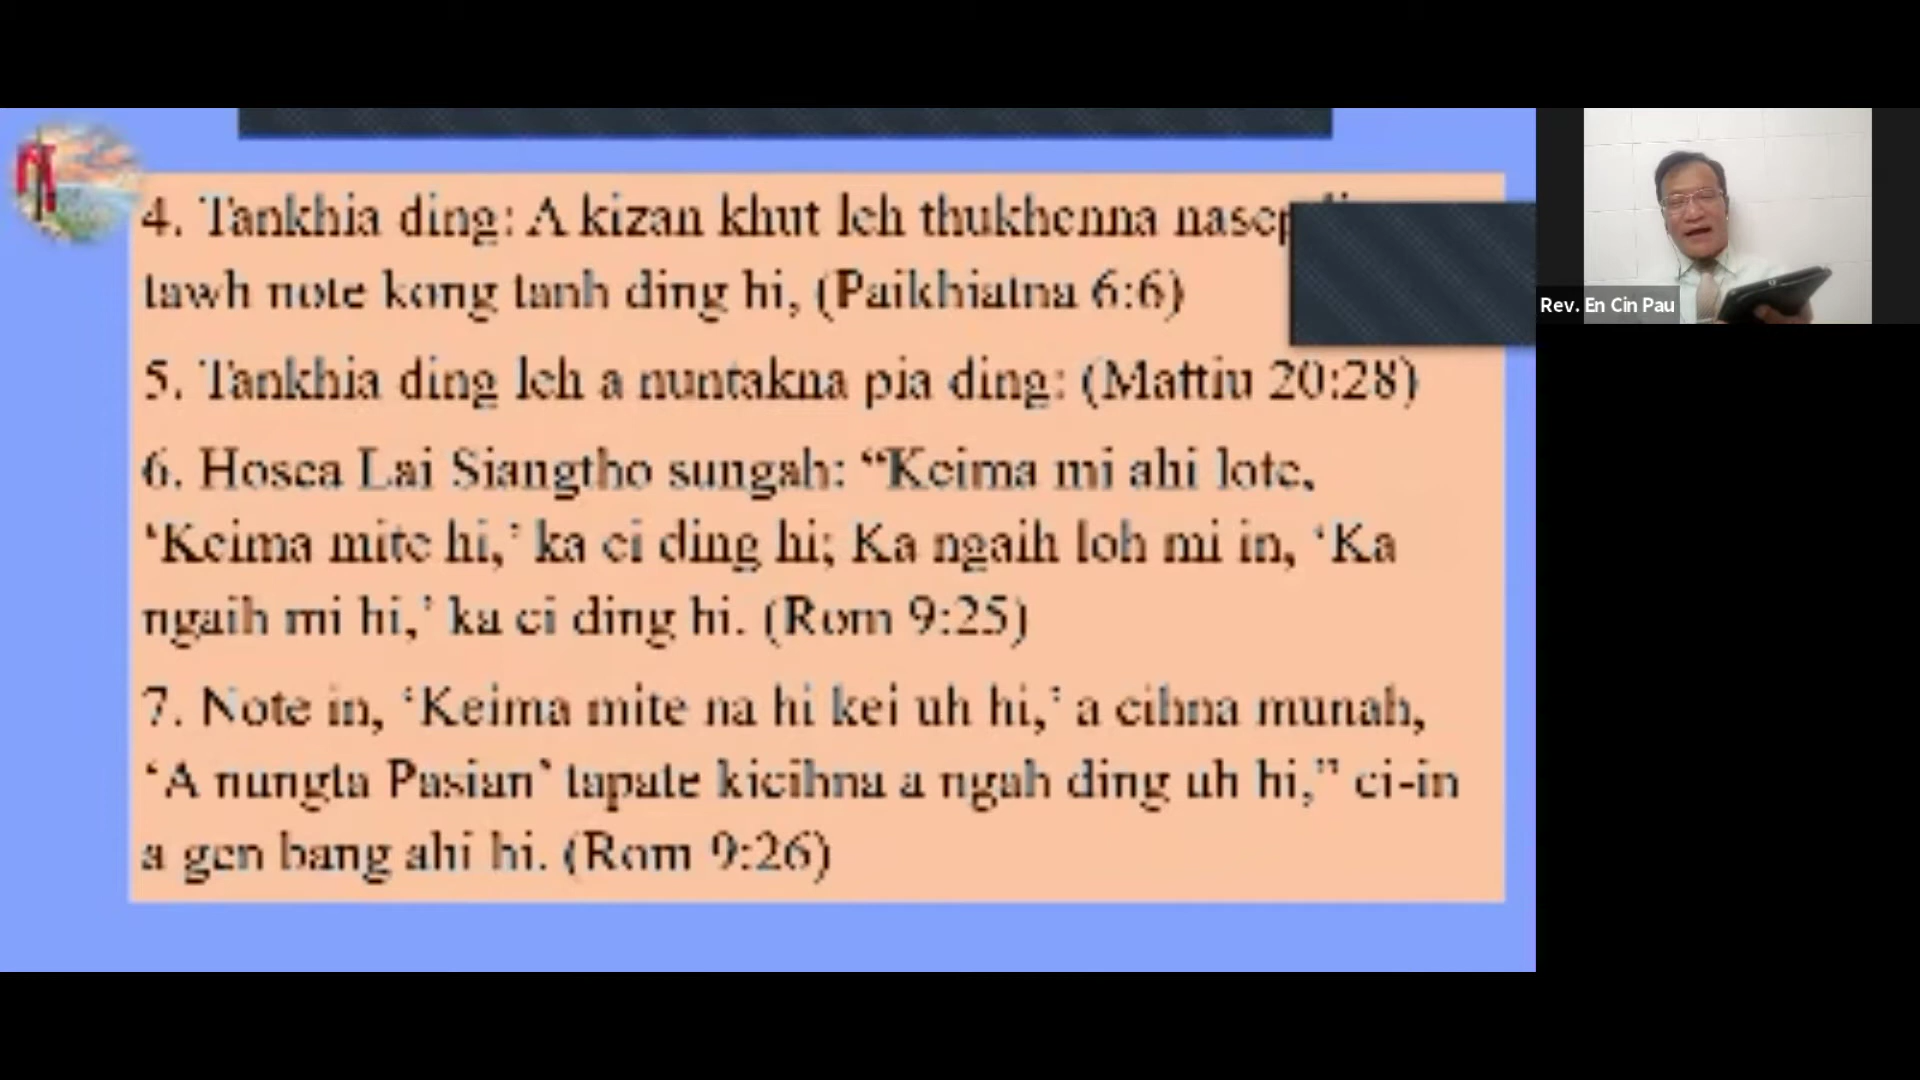 4. Tankhia ding: A kizan khut leh thukhenna
tawh note kong tanh ding hi, (Paikhiatna 6:6)
5. Tankhia ding leh a nuntakna pia ding: (Mattiu 20:28)
6. Hosea Lai Siangtho sungah: “Keima mi ahi lote,
‘Keima mite hi,’ ka ci ding hi; Ka ngaih loh mi in, ‘Ka
ngaih mi hi,’ ka ci ding hi. (Rom 9:25)
7. Note in, ‘Keima mite na hi kei uh hi,’ a cihna munah,
‘A nungta Pasian’ tapate kicihna a ngah ding uh hi,” ci-in
a gen bang ahi hi. (Rom 9:26)
Rev. En Cin Pau